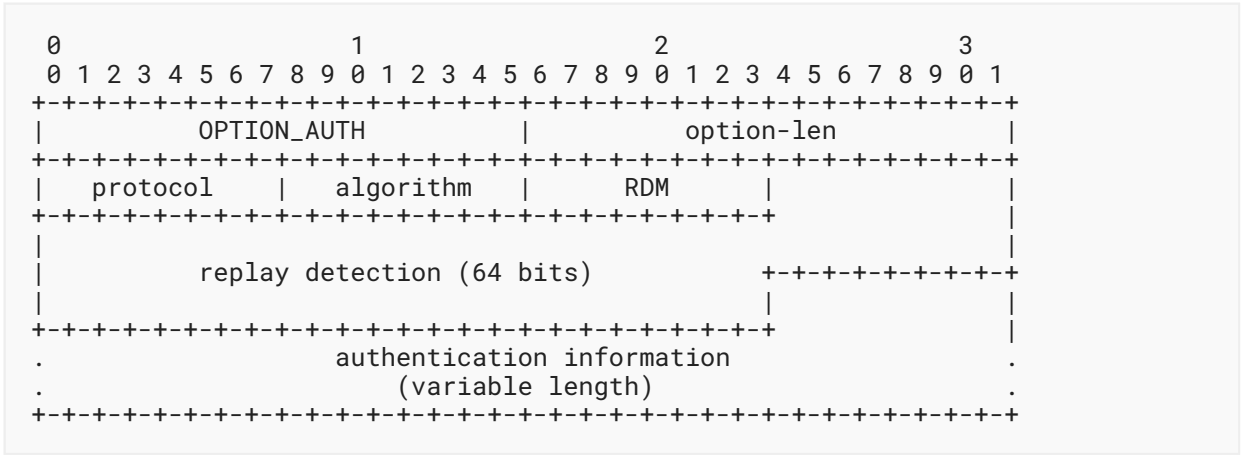 0                   1                   2                   3
 0 1 2 3 4 5 6 7 8 9 0 1 2 3 4 5 6 7 8 9 0 1 2 3 4 5 6 7 8 9 0 1
+-+-+-+-+-+-+-+-+-+-+-+-+-+-+-+-+-+-+-+-+-+-+-+-+-+-+-+-+-+-+-+-+
|          OPTION_AUTH          |          option-len           |
+-+-+-+-+-+-+-+-+-+-+-+-+-+-+-+-+-+-+-+-+-+-+-+-+-+-+-+-+-+-+-+-+
|   protocol    |   algorithm   |      RDM      |               |
+-+-+-+-+-+-+-+-+-+-+-+-+-+-+-+-+-+-+-+-+-+-+-+-+               |
|                                                               |
|          replay detection (64 bits)           +-+-+-+-+-+-+-+-+
|                                               |               |
+-+-+-+-+-+-+-+-+-+-+-+-+-+-+-+-+-+-+-+-+-+-+-+-+               |
.                   authentication information                  .
.                       (variable length)                       .
+-+-+-+-+-+-+-+-+-+-+-+-+-+-+-+-+-+-+-+-+-+-+-+-+-+-+-+-+-+-+-+-+